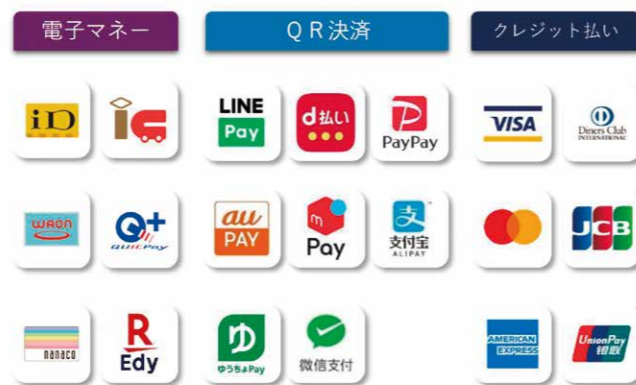 電子マネー
QR決済
クレジット払い
iD
LINE
Pay
d払い
PayPay
VISA
Diners Club
INTERNATIONAL
WAON
Q+
QUICPay
au
PAY
m
Pay
支
支付宝
ALIPAY
JCB
nanaco
R
Edy
ゆ
ゆうちょPay
微信支付
AMERICAN
EXPRESS
UnionPay
银联